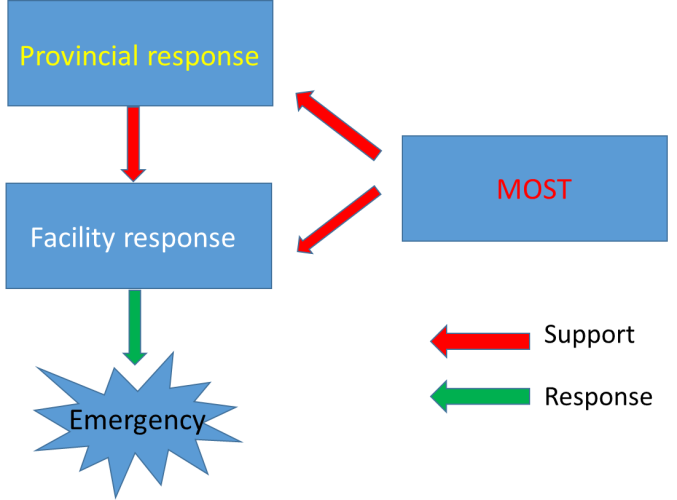 Provincial response
MOST
Facility response
Support
Response
Emergency